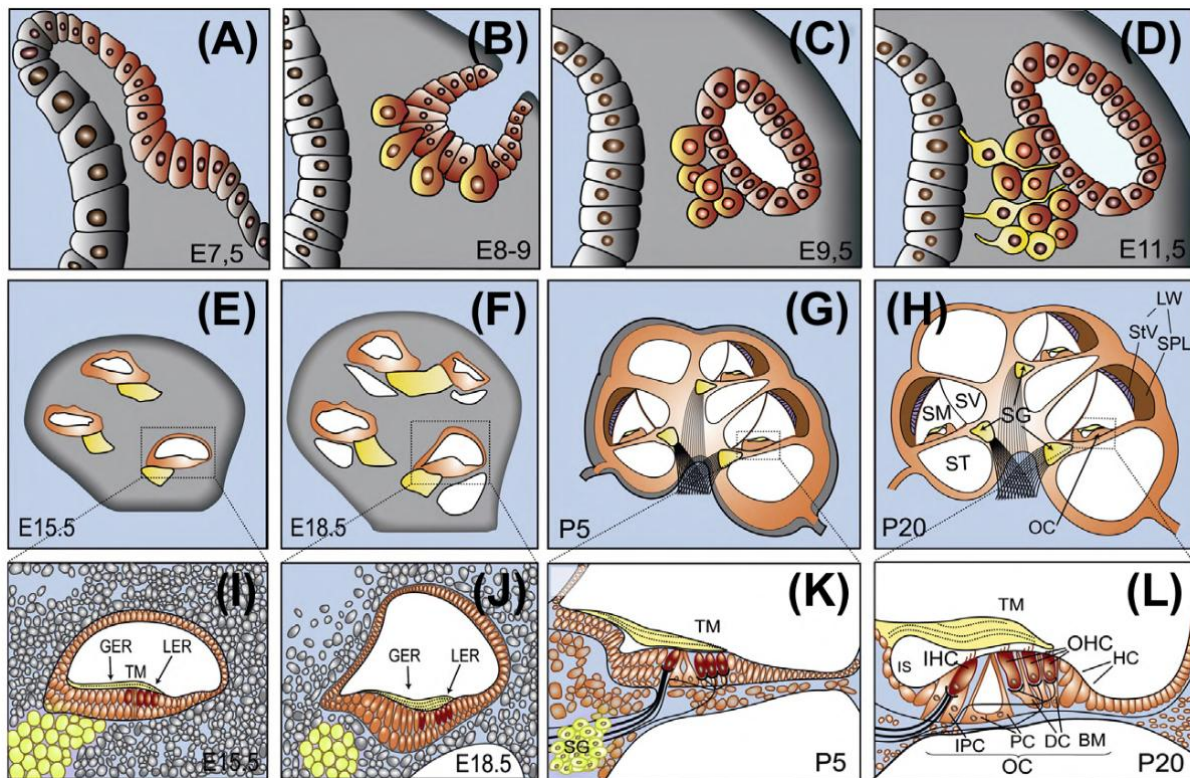 (A)
E7,5
(B)
E8-9
(C)
E9,5
(D)
E11,5
(E)
E15.5
(F)
E18.5
(G)
P5
(H)
LW
StV
SPL
SM
SV
SG
ST
OC
P20
(I)
GER
TM
LER
E15.5
(J)
GER
LER
E18.5
(K)
TM
SG
P5
(L)
TM
OHC
IHC
HC
IS
IPC
PC
DC
BM
OC
P20